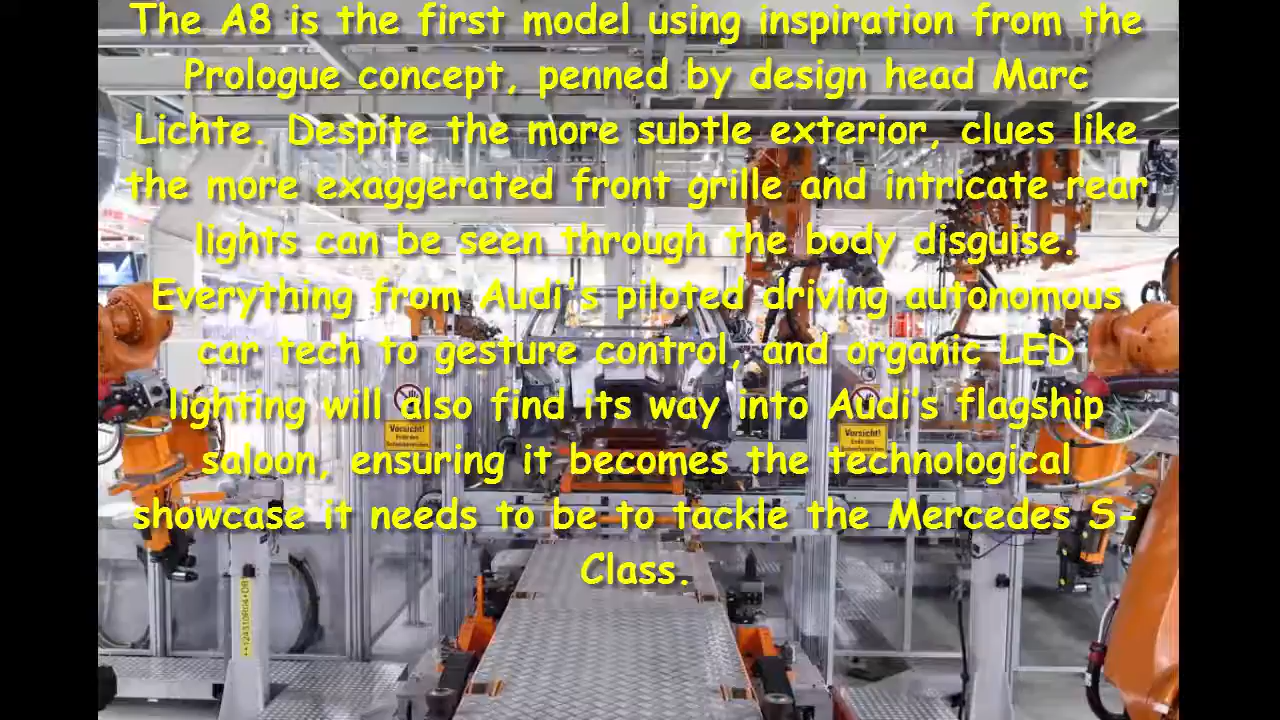 The A8 is the first model using inspiration from the
Prologue concept, penned by design head Marc
Lichte. Despite the more subtle exterior, clues like
the more exaggerated front grille and intricate rear
lights can be seen through the body disguise.
Everything from Audi's piloted driving autonomous
car tech to gesture control, and organic LED
lighting will also find its way into Audi's flagship
saloon, ensuring it becomes the technological
showcase it needs to be to tackle the Mercedes S-
Class.
Vorsicht!
Vorsicht!